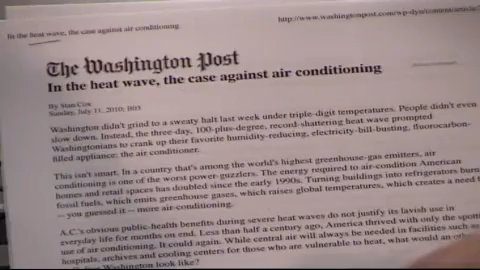 In the heat wave, the case against air conditioning
http://www.washingtonpost.com/wp-dyn/content/article/
The Washington Post
In the heat wave, the case against air conditioning
By Stan Cox
Sunday, July 11, 2010; B03
Washington didn't grind to a sweaty halt last week under triple-digit temperatures. People didn't even
slow down. Instead, the three-day, 100-plus-degree, record-shattering heat wave prompted
Washingtonians to crank up their favorite humidity-reducing, electricity-bill-busting, fluorocarbon-
filled appliance: the air conditioner.
This isn't smart. In a country that's among the world's highest greenhouse-gas emitters, air
conditioning is one of the worst power-guzzlers. The energy required to air-condition American
homes and retail spaces has doubled since the early 1990s. Turning buildings into refrigerators burns
fossil fuels, which emits greenhouse gases, which raises global temperatures, which creates a need f
-- you guessed it -- more air-conditioning.
A.C.'s obvious public-health benefits during severe heat waves do not justify its lavish use in
everyday life for months on end. Less than half a century ago, America thrived with only the spotti
use of air conditioning. It could again. While central air will always be needed in facilities such as
hospitals, archives and cooling centers for those who are vulnerable to heat, what would an
Washington look like?